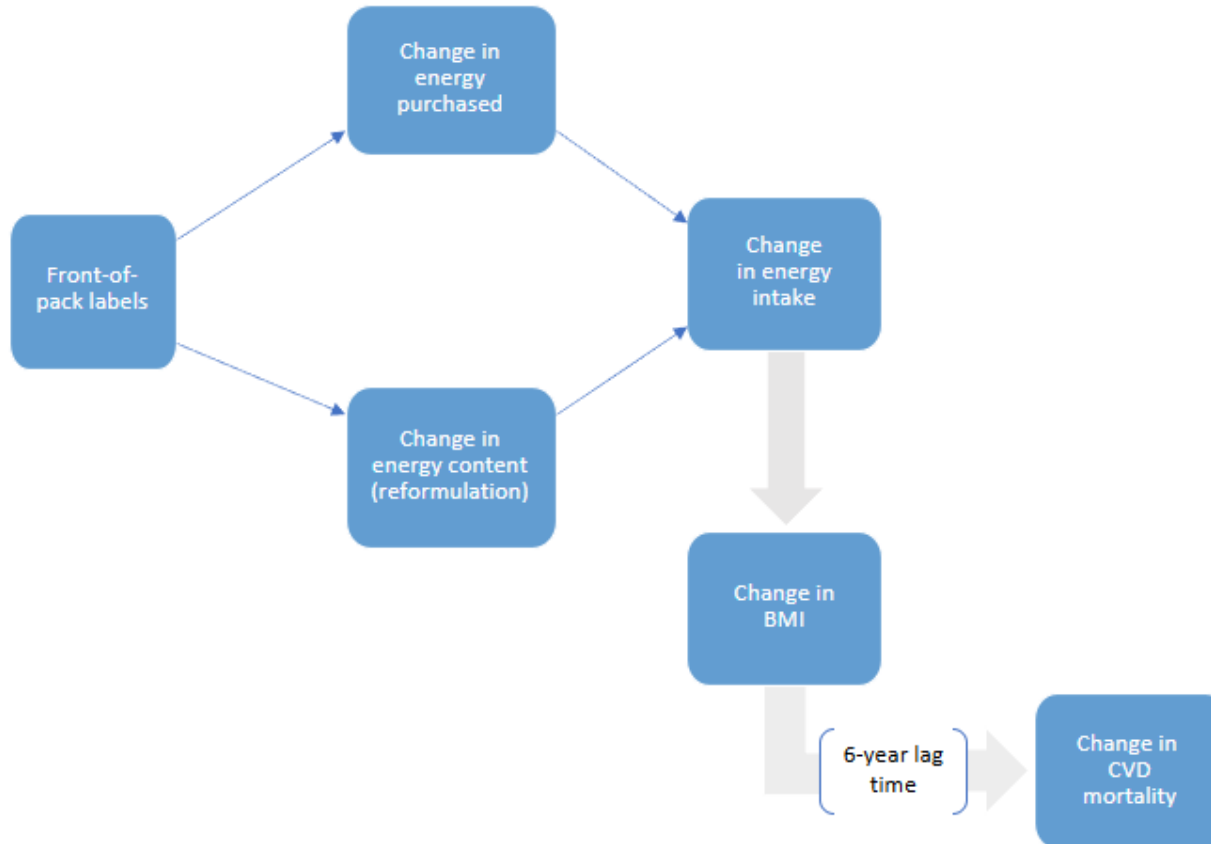 Change in
energy
purchased
Front-of-
pack labels
Change
in energy
intake
Change in
energy content
(reformulation)
Change in
BMI
6-year lag
time
Change in
CVD
mortality